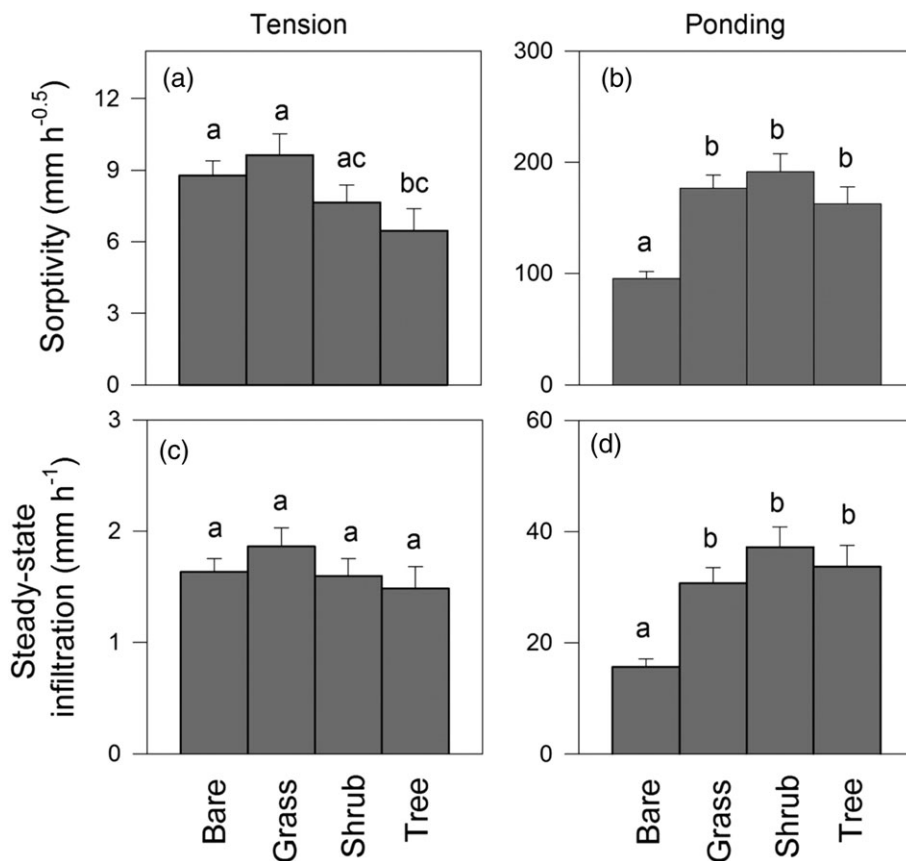 Tension
Ponding
Sorptivity (mm h^-0.5)
12
9
6
3
0
(a)
a
a
ac
bc
300
200
100
0
(b)
a
b
b
b
Steady-state
infiltration (mm h^-1)
3
2
1
0
(c)
a
a
a
a
60
40
20
0
(d)
a
b
b
b
Bare
Grass
Shrub
Tree
Bare
Grass
Shrub
Tree